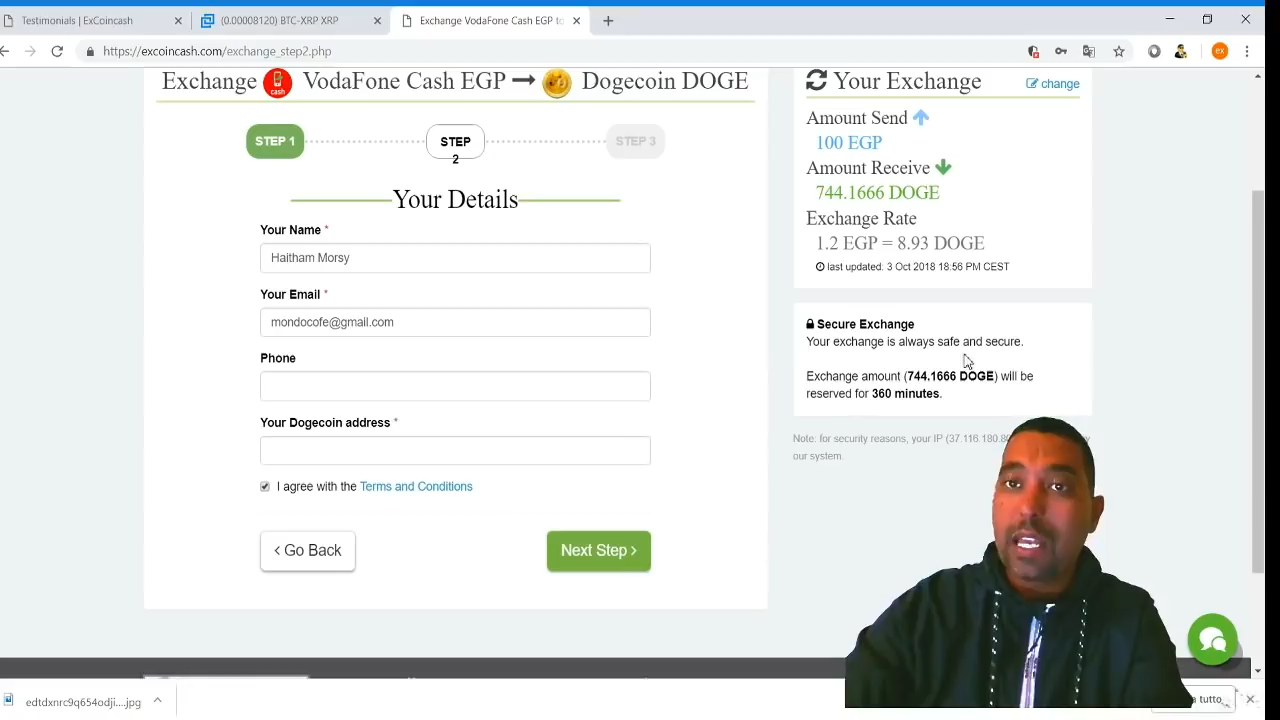 Testimonials | ExCoincash
(0.00008120) BTC-XRP XRP
Exchange VodaFone Cash EGP to
https://excoincash.com/exchange_step2.php
ex
Exchange cash VodaFone Cash EGP Dogecoin DOGE
STEP 1
STEP 2
STEP 3
Your Details
Your Name *
Haitham Morsy
Your Email *
mondocofe@gmail.com
Phone
Your Dogecoin address *
I agree with the Terms and Conditions
< Go Back
Next Step >
Your Exchange
change
Amount Send
100 EGP
Amount Receive
744.1666 DOGE
Exchange Rate
1.2 EGP = 8.93 DOGE
last updated: 3 Oct 2018 18:56 PM CEST
Secure Exchange
Your exchange is always safe and secure.
Exchange amount (744.1666 DOGE) will be
reserved for 360 minutes.
Note: for security reasons, your IP (37.116.180.8
our system.
edtdxnrc9q654odji....jpg
tutto